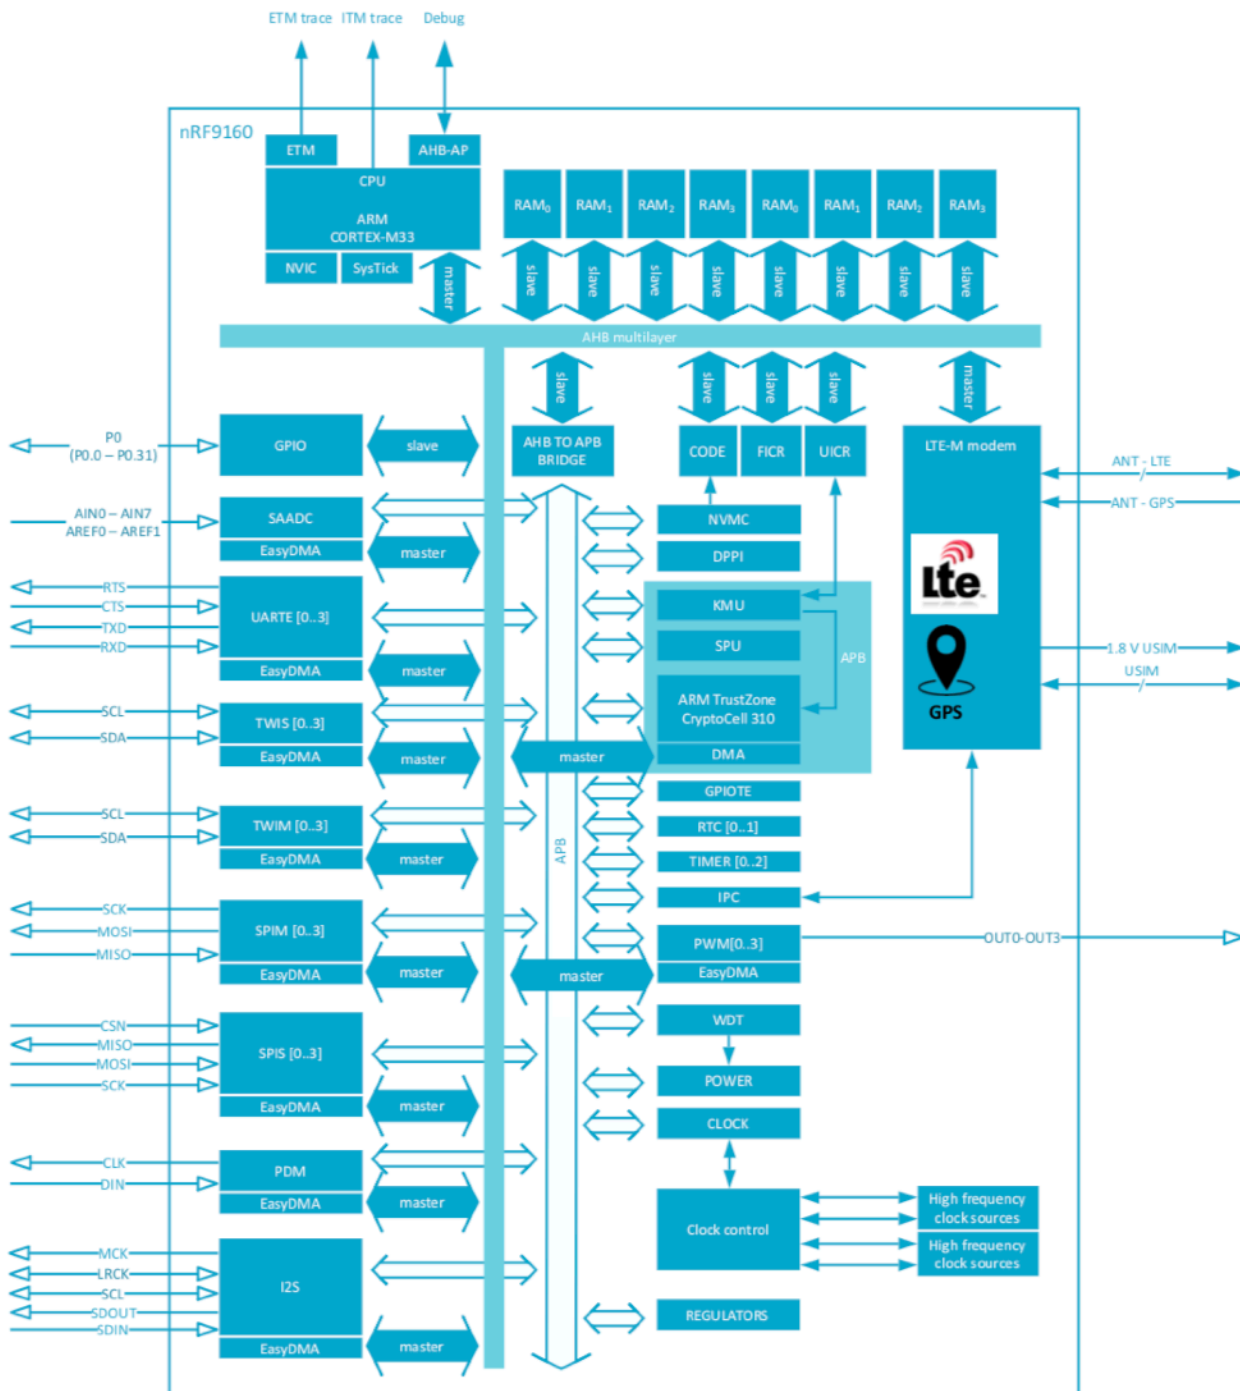 ETM trace ITM trace Debug
nRF9160
ETM
AHB-AP
CPU
ARM
CORTEX-M33
NVIC
SysTick
master
RAM0 RAM1 RAM2 RAM3 RAM0 RAM1 RAM2 RAM3
slave slave slave slave slave slave slave slave
AHB multilayer
slave
slave slave slave
master
P0
(P0.0 – P0.31)
GPIO
slave
AHB TO APB
BRIDGE
CODE
FICR
UICR
LTE-M modem
ANT - LTE
ANT - GPS
AIN0 – AIN7
AREF0 – AREF1
SAADC
EasyDMA
master
NVMC
DPPI
Lte
GPS
RTS
CTS
TXD
RXD
UARTE [0..3]
EasyDMA
master
KMU
SPU
APB
ARM TrustZone
CryptoCell 310
DMA
master
1.8 V USIM
USIM
SCL
SDA
TWIS [0..3]
EasyDMA
master
GPIOTE
RTC [0..1]
TIMER [0..2]
IPC
APB
SCL
SDA
TWIM [0..3]
EasyDMA
master
SCK
MOSI
MISO
SPIM [0..3]
EasyDMA
master
PWM[0..3]
EasyDMA
master
OUT0-OUT3
CSN
MISO
MOSI
SCK
SPIS [0..3]
EasyDMA
master
WDT
POWER
CLOCK
CLK
DIN
PDM
EasyDMA
master
Clock control
High frequency
clock sources
High frequency
clock sources
MCK
LRCK
SCL
SDOUT
SDIN
I2S
EasyDMA
master
REGULATORS